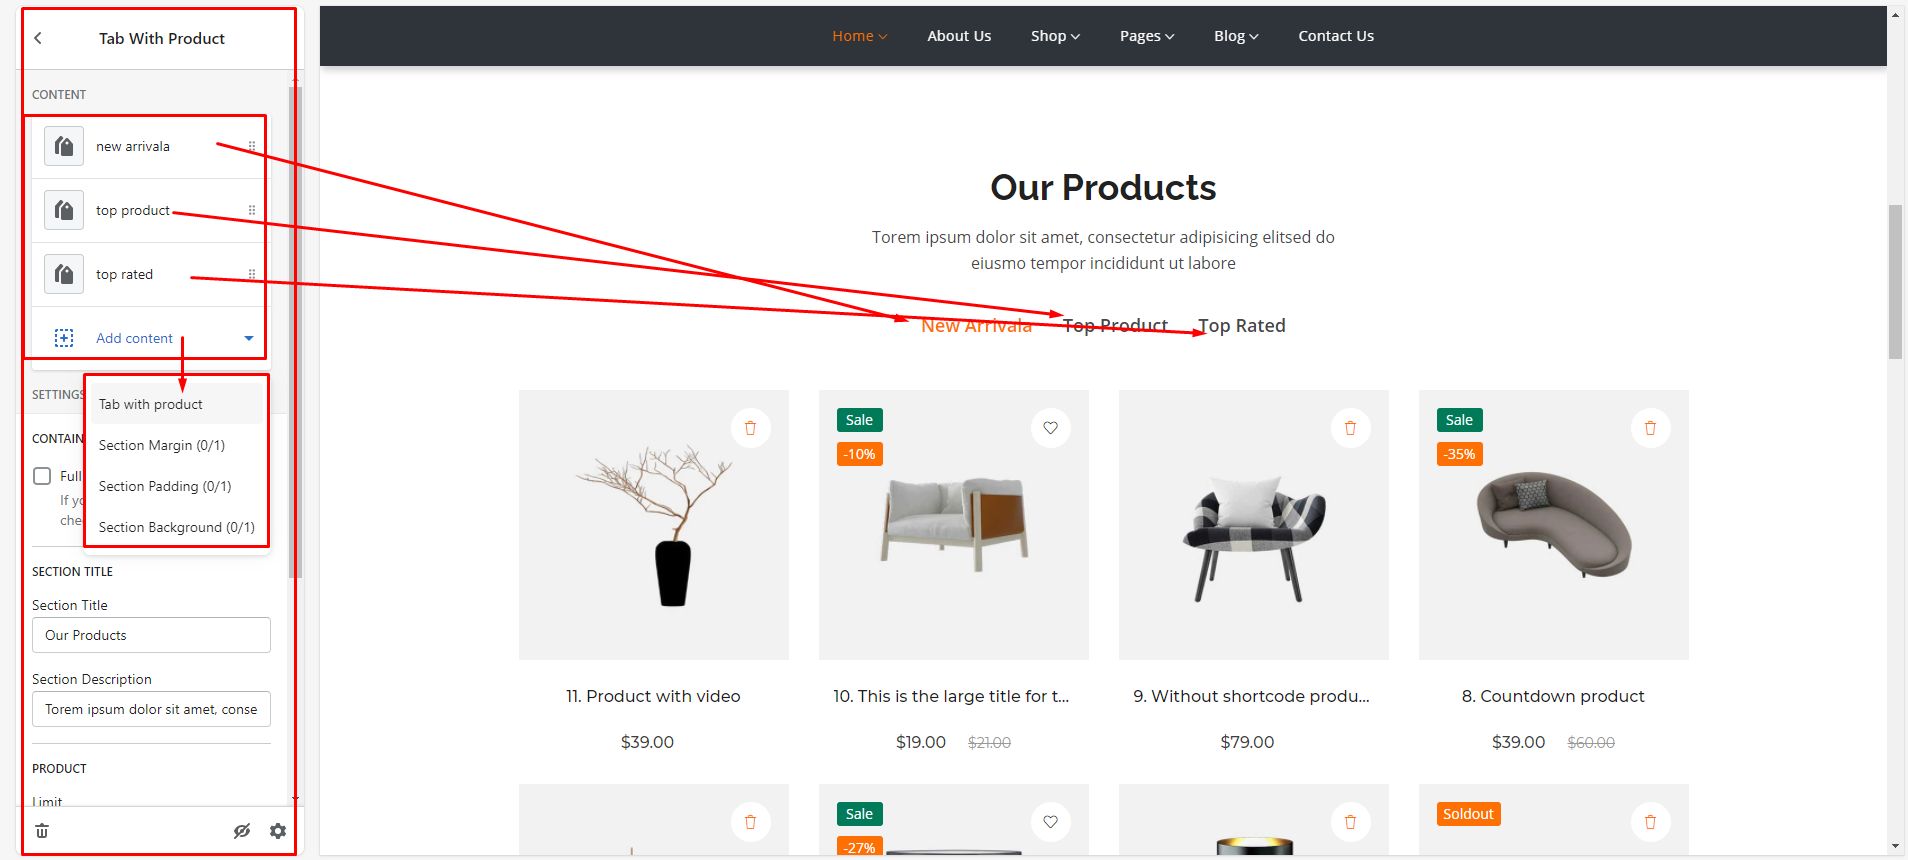 Tab With Product
CONTENT
new arrivala
top product
top rated
Add content
SETTINGS
Tab with product
Section Margin (0/1)
Section Padding (0/1)
Section Background (0/1)
CONTAIN
Full
If yo
che
SECTION TITLE
Section Title
Our Products
Section Description
Torem ipsum dolor sit amet, conse
PRODUCT
Limit
Home
About Us
Shop
Pages
Blog
Contact Us
Our Products
Torem ipsum dolor sit amet, consectetur adipisicing elitsed do
eiusmo tempor incididunt ut labore
New Arrivala
Top Product
Top Rated
Sale
-10%
Sale
-35%
11. Product with video
10. This is the large title for t...
9. Without shortcode produ...
8. Countdown product
$39.00
$19.00 $21.00
$79.00
$39.00 $60.00
Sale
-27%
Soldout